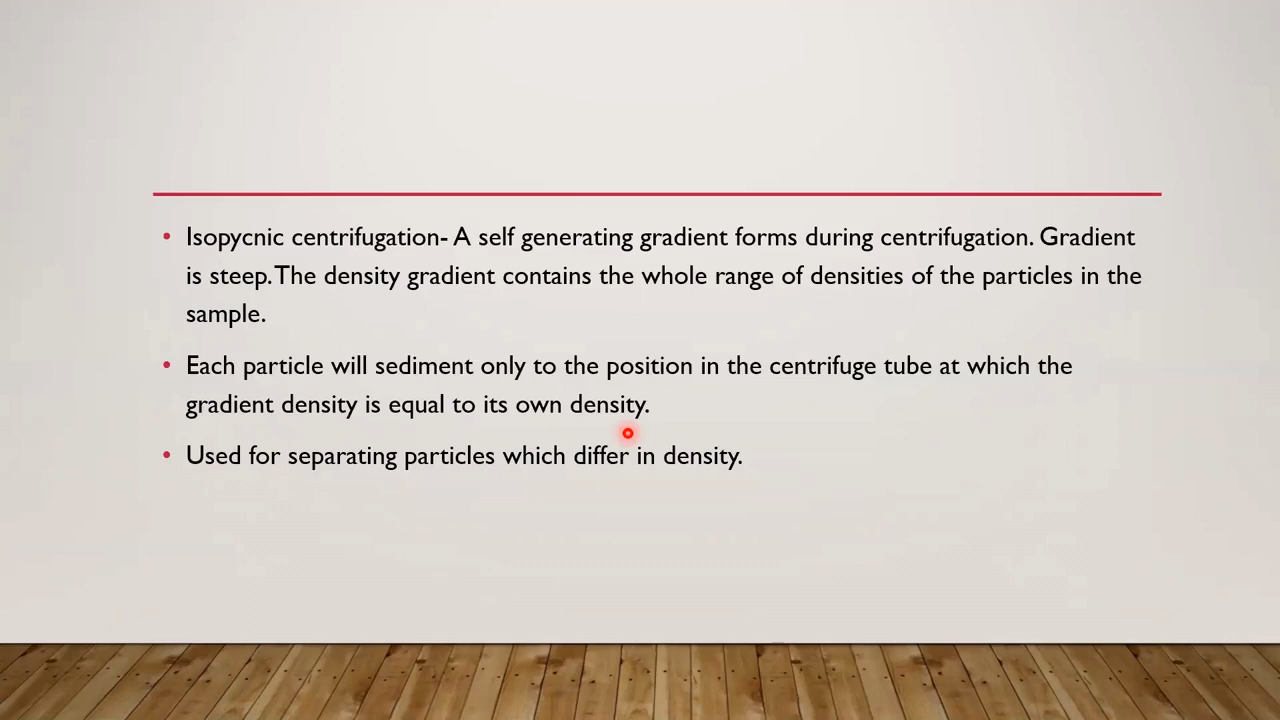 • Isopycnic centrifugation- A self generating gradient forms during centrifugation. Gradient
is steep. The density gradient contains the whole range of densities of the particles in the
sample.
• Each particle will sediment only to the position in the centrifuge tube at which the
gradient density is equal to its own density.
• Used for separating particles which differ in density.